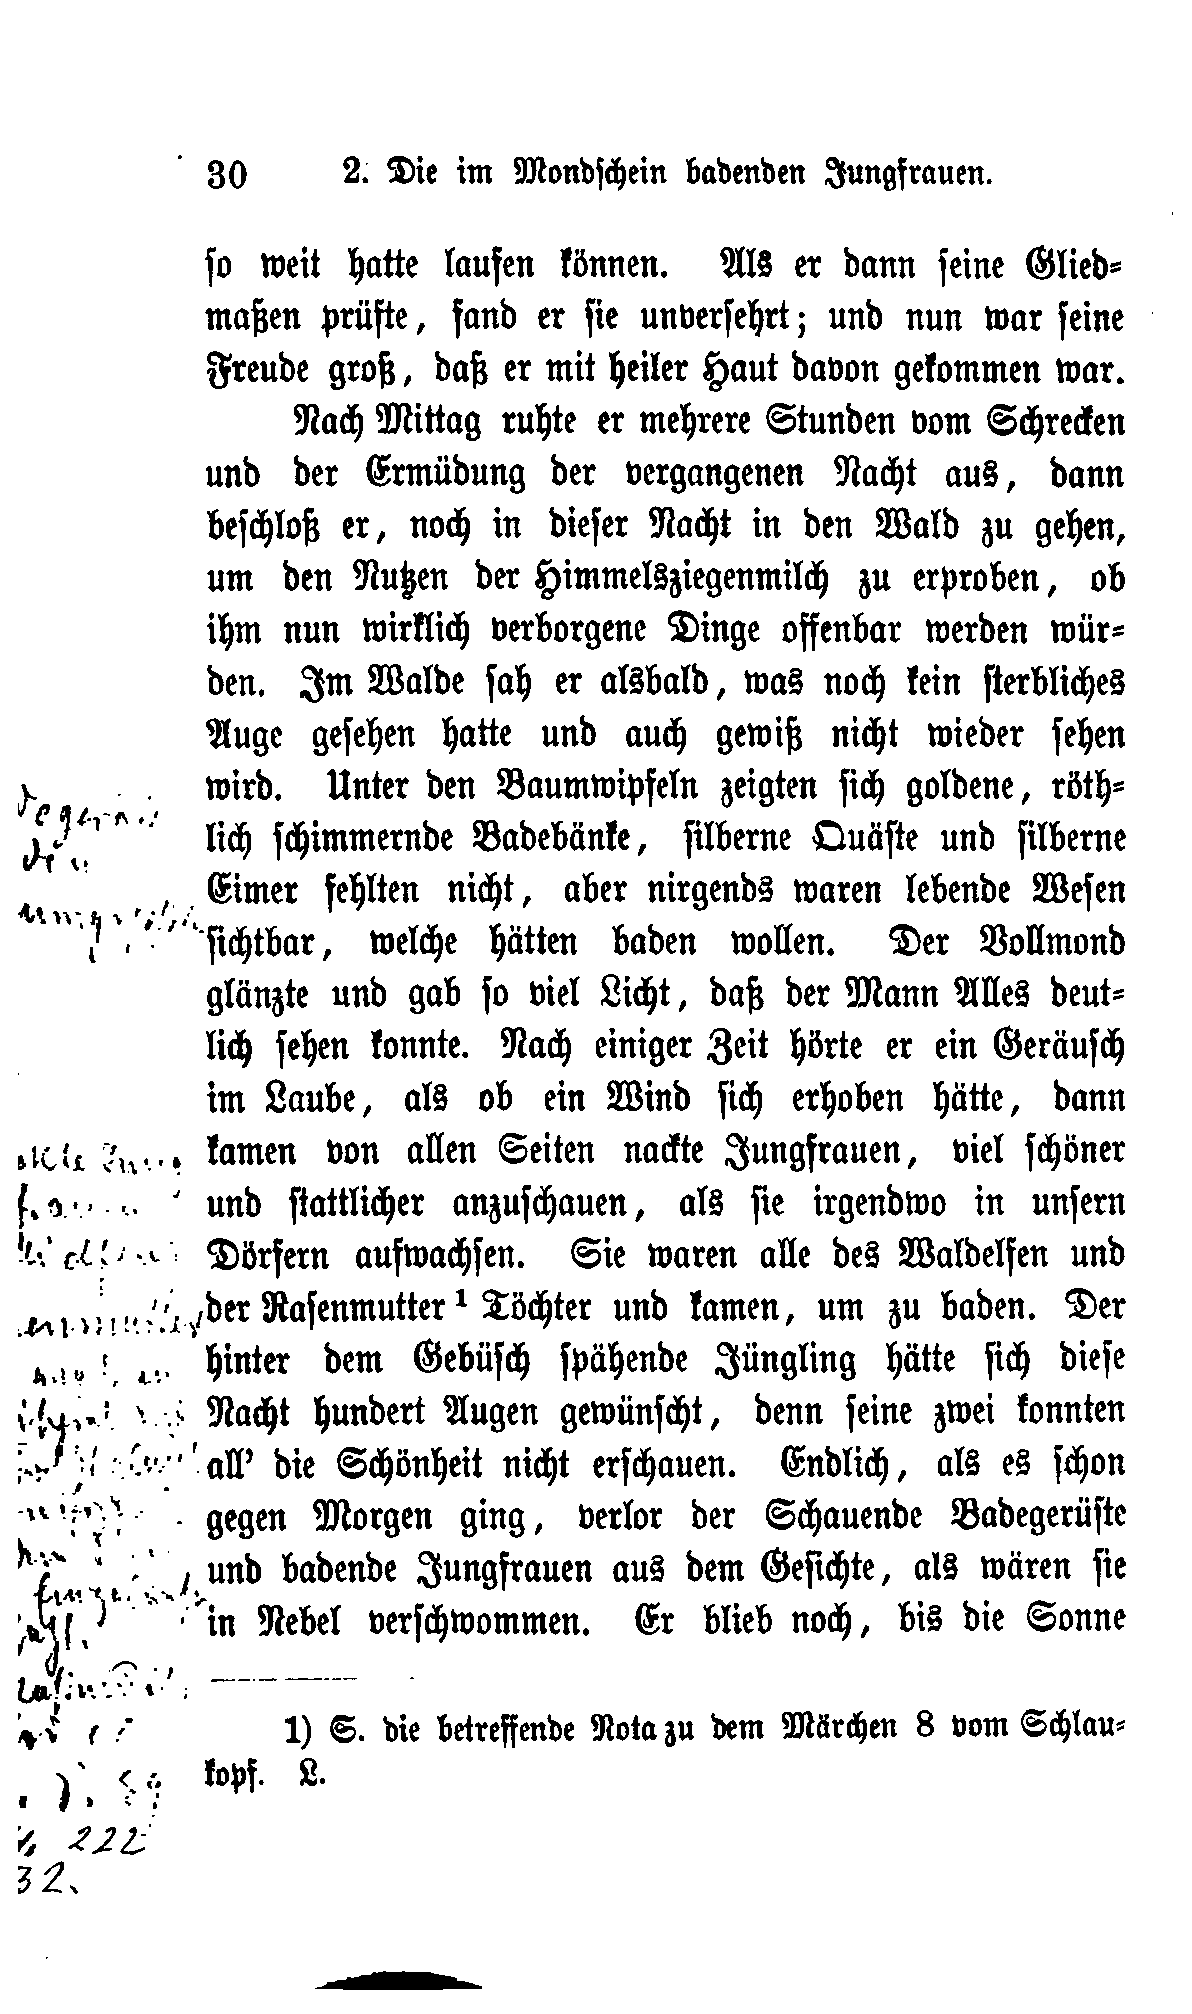 30 2. Die im Mondschein badenden Jungfrauen.
so weit hatte laufen können. Als er dann seine Glied-
maßen prüfte, fand er sie unversehrt; und nun war seine
Freude groß, daß er mit heiler Haut davon gekommen war.
Nach Mittag ruhte er mehrere Stunden vom Schrecken
und der Ermüdung der vergangenen Nacht aus, dann
beschloß er, noch in dieser Nacht in den Wald zu gehen,
um den Nutzen der Himmelsziegenmilch zu erproben, ob
ihm nun wirklich verborgene Dinge offenbar werden wür-
den. Im Walde sah er alsbald, was noch kein sterbliches
Auge gesehen hatte und auch gewiß nicht wieder sehen
wird. Unter den Baumwipfeln zeigten sich goldene, röth-
lich schimmernde Badebänke, silberne Quäste und silberne
Eimer fehlten nicht, aber nirgends waren lebende Wesen
sichtbar, welche hätten baden wollen. Der Vollmond
glänzte und gab so viel Licht, daß der Mann Alles deut-
lich sehen konnte. Nach einiger Zeit hörte er ein Geräusch
im Laube, als ob ein Wind sich erhoben hätte, dann
kamen von allen Seiten nackte Jungfrauen, viel schöner
und stattlicher anzuschauen, als sie irgendwo in unsern
Dörfern aufwachsen. Sie waren alle des Waldelfen und
der Rasenmutter 1 Töchter und kamen, um zu baden. Der
hinter dem Gebüsch spähende Jüngling hätte sich diese
Nacht hundert Augen gewünscht, denn seine zwei konnten
all' die Schönheit nicht erschauen. Endlich, als es schon
gegen Morgen ging, verlor der Schauende Badegerüste
und badende Jungfrauen aus dem Gesichte, als wären sie
in Nebel verschwommen. Er blieb noch, bis die Sonne
1) S. die betreffende Nota zu dem Märchen 8 vom Schlau-
kopf. L.
222
32.